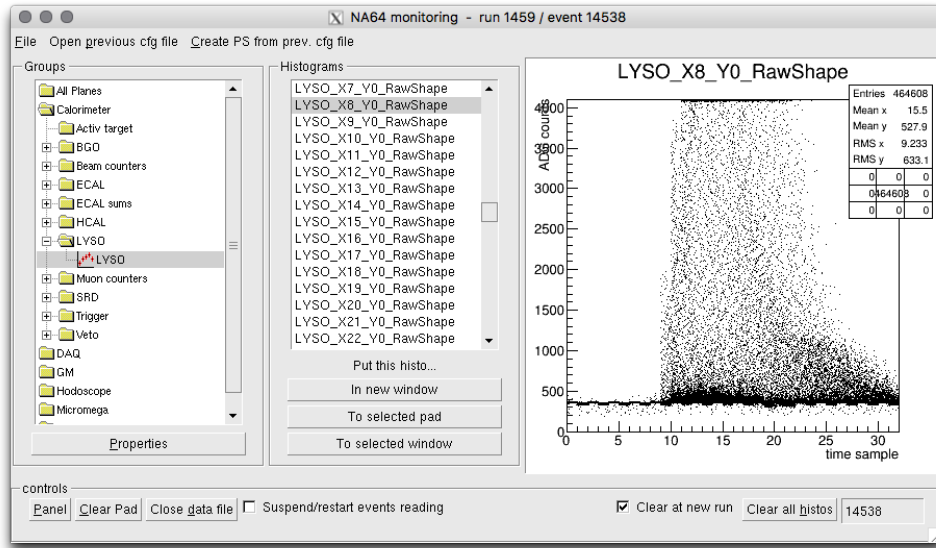 NA64 monitoring - run 1459 / event 14538
File Open previous cfg file Create PS from prev. cfg file
Groups
All Planes
Calorimeter
Activ target
BGO
Beam counters
ECAL
ECAL sums
HCAL
LYSO
LYSO
Muon counters
SRD
Trigger
Veto
DAQ
GM
Hodoscope
Micromega
Properties
Histograms
LYSO_X7_Y0_RawShape
LYSO_X8_Y0_RawShape
LYSO_X9_Y0_RawShape
LYSO_X10_Y0_RawShape
LYSO_X11_Y0_RawShape
LYSO_X12_Y0_RawShape
LYSO_X13_Y0_RawShape
LYSO_X14_Y0_RawShape
LYSO_X15_Y0_RawShape
LYSO_X16_Y0_RawShape
LYSO_X17_Y0_RawShape
LYSO_X18_Y0_RawShape
LYSO_X19_Y0_RawShape
LYSO_X20_Y0_RawShape
LYSO_X21_Y0_RawShape
LYSO_X22_Y0_RawShape
Put this histo...
In new window
To selected pad
To selected window
LYSO_X8_Y0_RawShape
Entries 464608
Mean x 15.5
Mean y 527.9
RMS x 9.233
RMS y 633.1
0 0 0
0 464608 0
0 0 0
ADC counts
4000
3500
3000
2500
2000
1500
1000
500
0
0 5 10 15 20 25 30
time sample
controls
Panel Clear Pad Close data file Suspend/restart events reading Clear at new run Clear all histos 14538